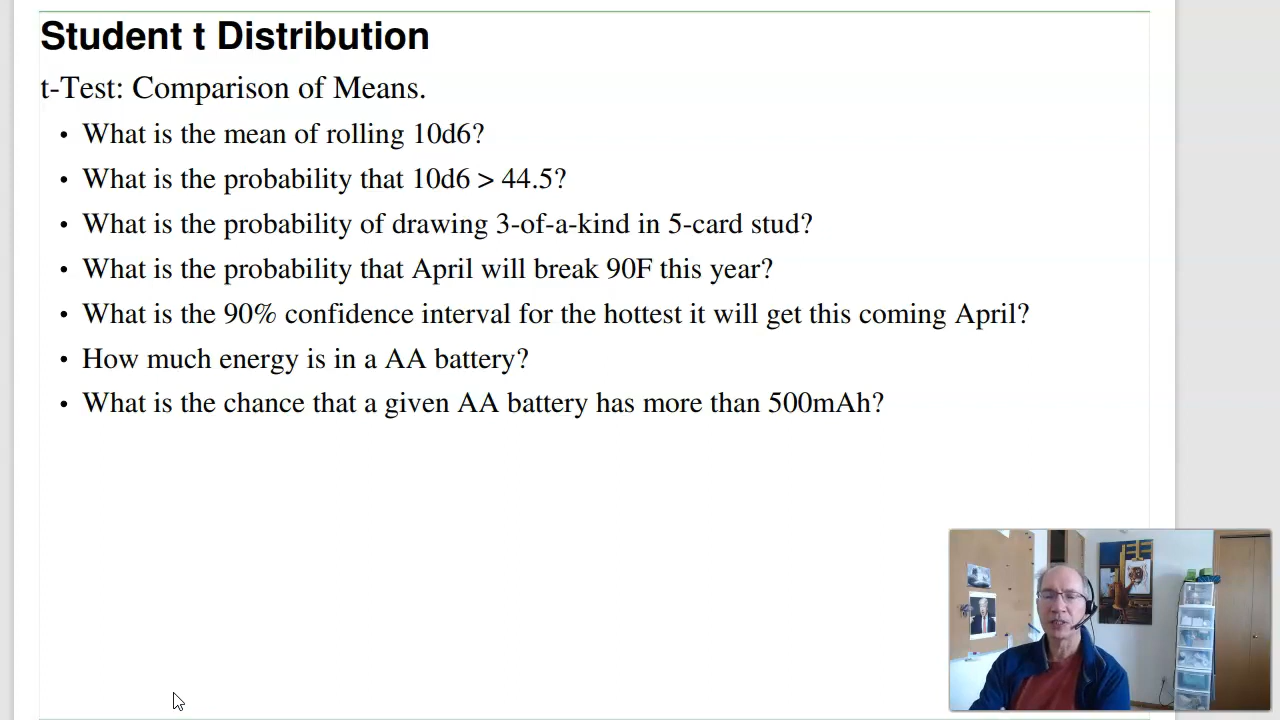 Student t Distribution
t-Test: Comparison of Means.
• What is the mean of rolling 10d6?
• What is the probability that 10d6 > 44.5?
• What is the probability of drawing 3-of-a-kind in 5-card stud?
• What is the probability that April will break 90F this year?
• What is the 90% confidence interval for the hottest it will get this coming April?
• How much energy is in a AA battery?
• What is the chance that a given AA battery has more than 500mAh?